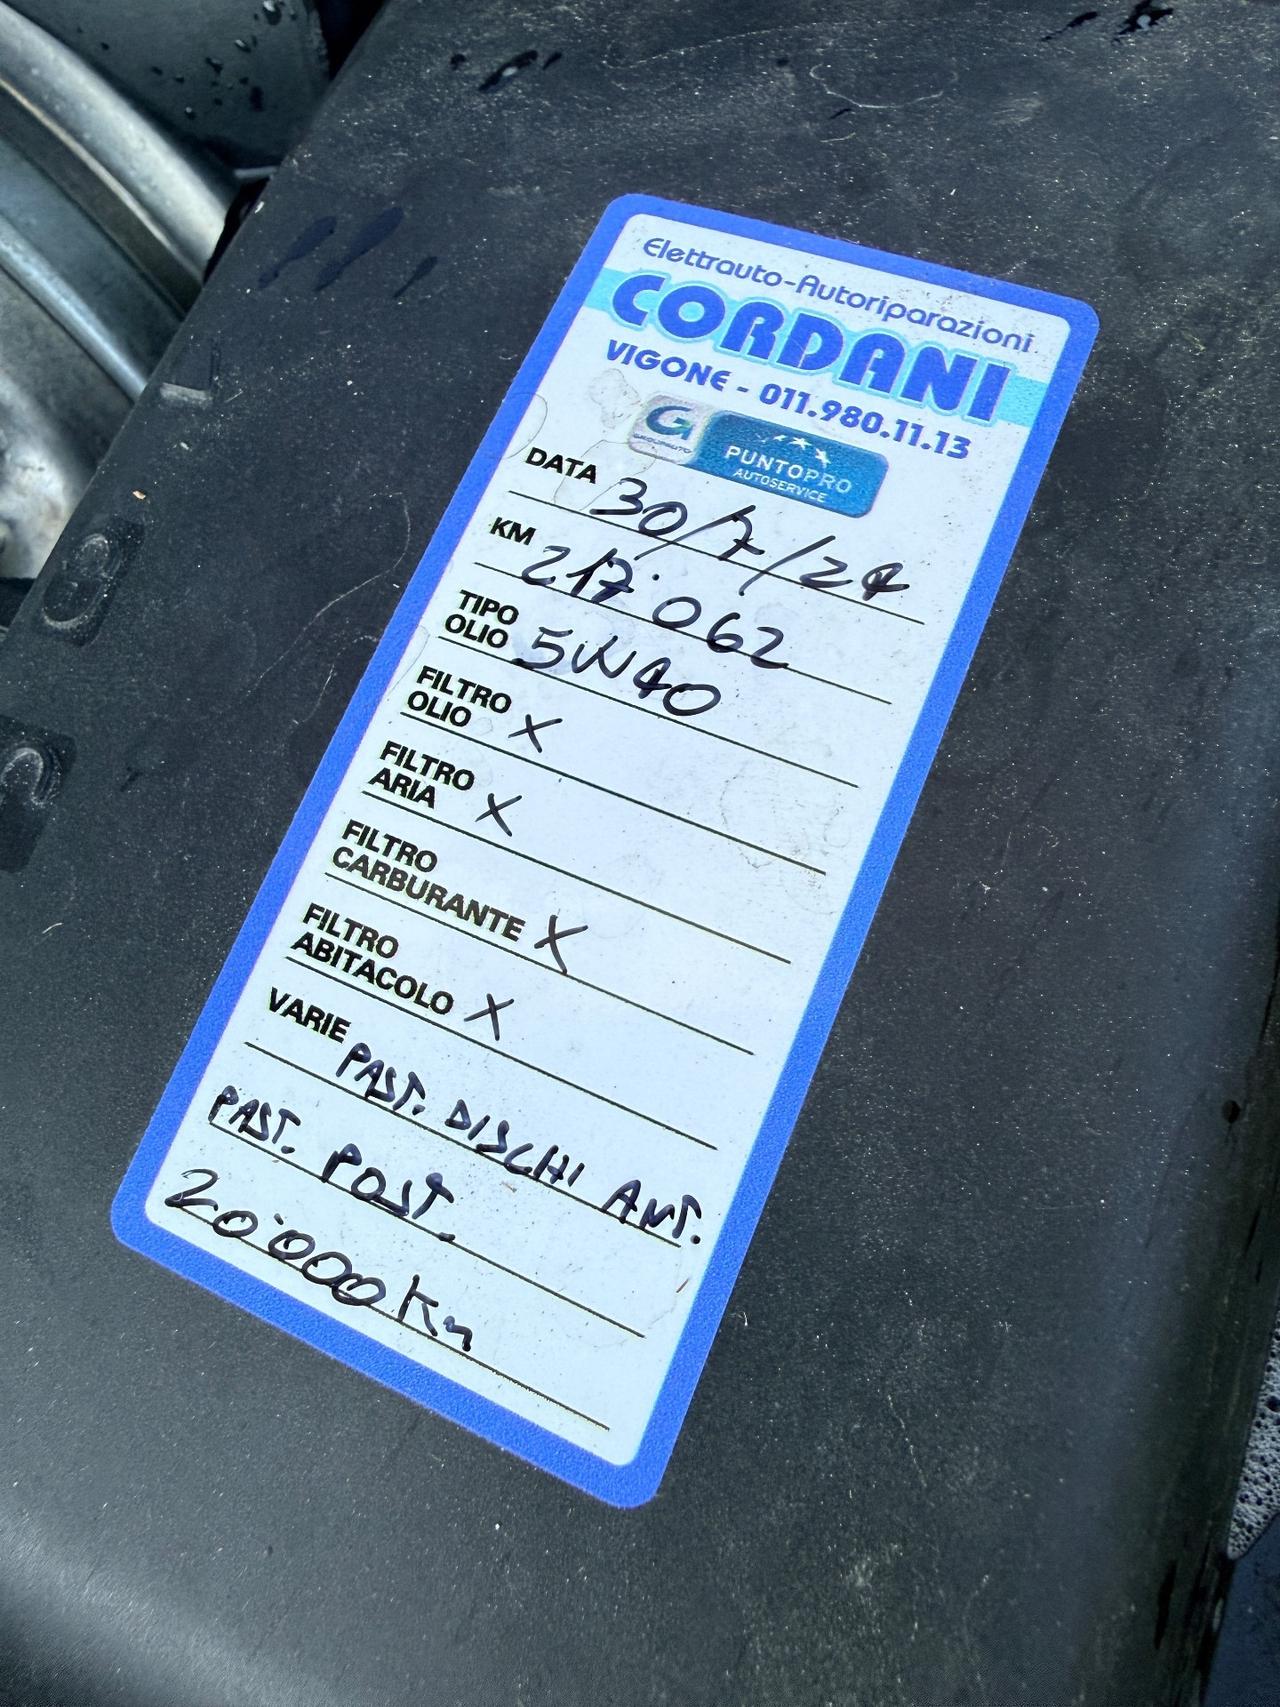 Elettrauto-Autoriparazioni
CORDANI
VIGONE - 011.980.11.13
G GROUPAUTO PUNTOPRO
AUTOSERVICE
DATA 30/7/24
KM 217.062
TIPO
OLIO 5W40
FILTRO
OLIO X
FILTRO
ARIA X
FILTRO
CARBURANTE X
FILTRO
ABITACOLO X
VARIE PAST. DISCHI ANT.
PAST. POST.
20.000 Km